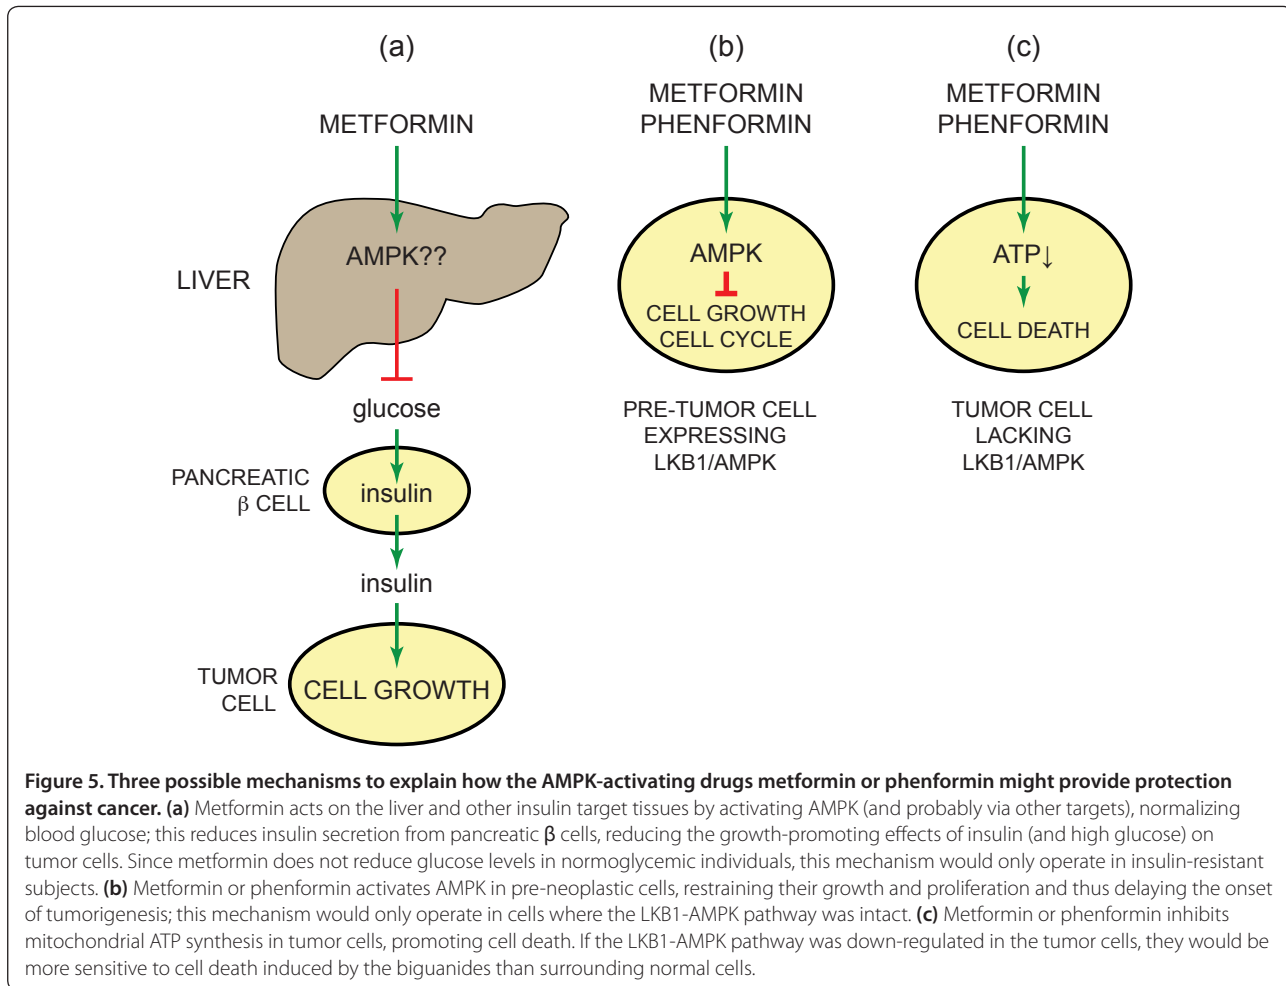 (a)
METFORMIN
LIVER
AMPK??
glucose
PANCREATIC
β CELL
insulin
insulin
TUMOR
CELL
CELL GROWTH
(b)
METFORMIN
PHENFORMIN
AMPK
CELL GROWTH
CELL CYCLE
PRE-TUMOR CELL
EXPRESSING
LKB1/AMPK
(c)
METFORMIN
PHENFORMIN
ATP↓
CELL DEATH
TUMOR CELL
LACKING
LKB1/AMPK
Figure 5. Three possible mechanisms to explain how the AMPK-activating drugs metformin or phenformin might provide protection
against cancer. (a) Metformin acts on the liver and other insulin target tissues by activating AMPK (and probably via other targets), normalizing
blood glucose; this reduces insulin secretion from pancreatic β cells, reducing the growth-promoting effects of insulin (and high glucose) on
tumor cells. Since metformin does not reduce glucose levels in normoglycemic individuals, this mechanism would only operate in insulin-resistant
subjects. (b) Metformin or phenformin activates AMPK in pre-neoplastic cells, restraining their growth and proliferation and thus delaying the onset
of tumorigenesis; this mechanism would only operate in cells where the LKB1-AMPK pathway was intact. (c) Metformin or phenformin inhibits
mitochondrial ATP synthesis in tumor cells, promoting cell death. If the LKB1-AMPK pathway was down-regulated in the tumor cells, they would be
more sensitive to cell death induced by the biguanides than surrounding normal cells.